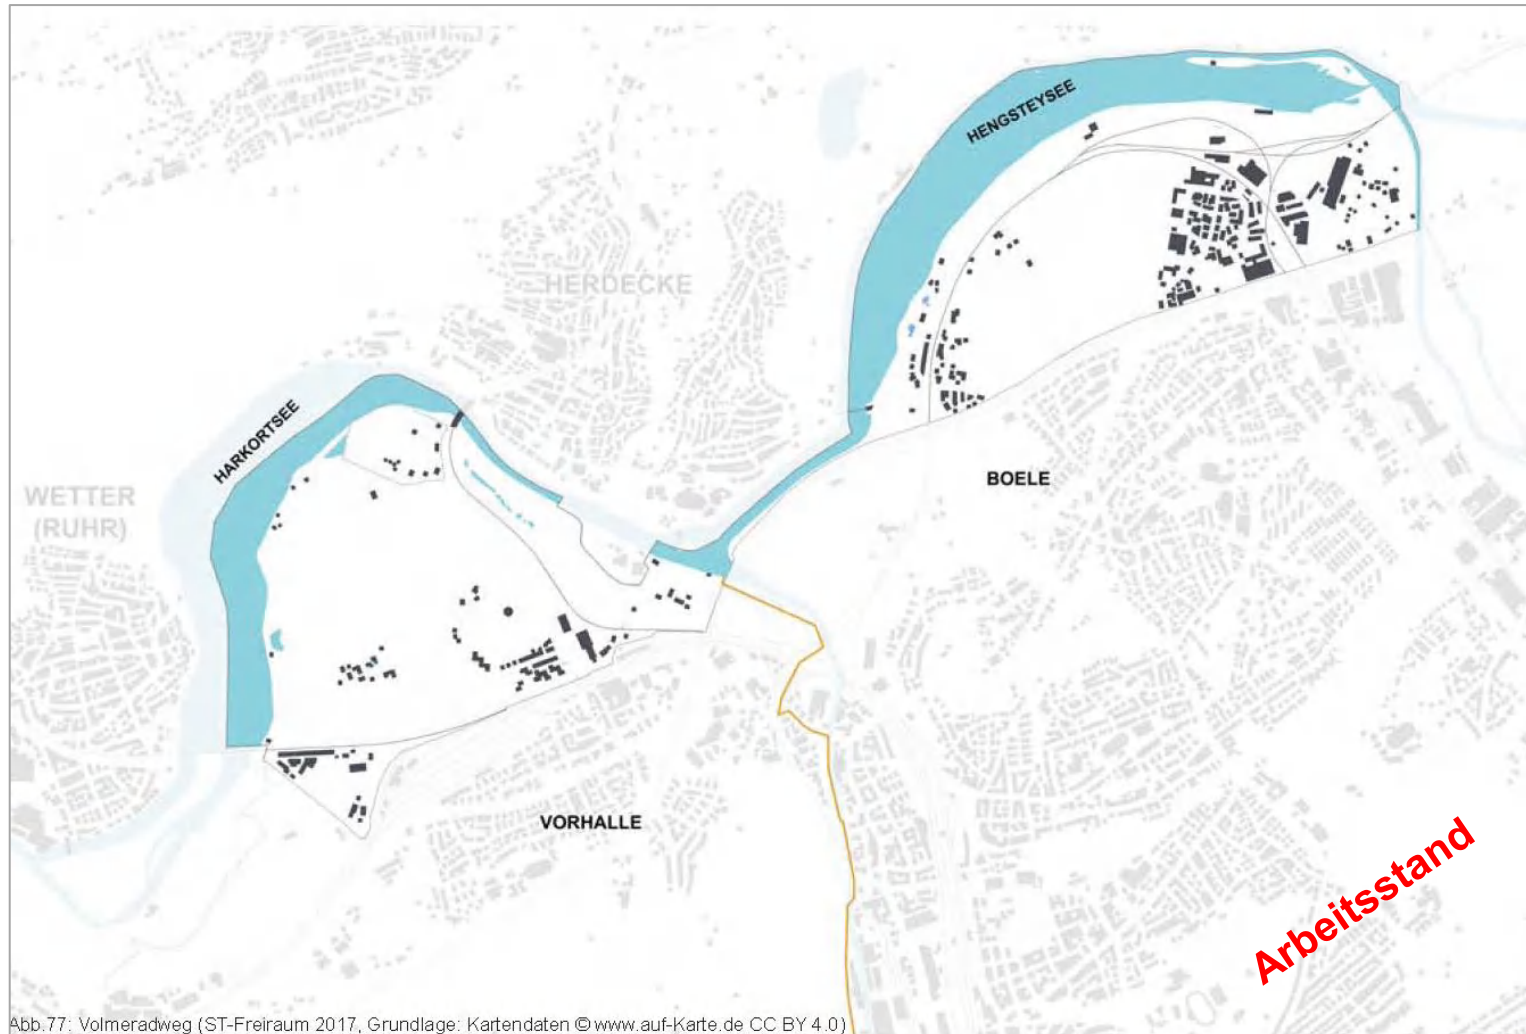 HENGSTEYSEE
HERDECKE
HARKORTSEE
WETTER
(RUHR)
BOELE
VORHALLE
Arbeitsstand
Abb.77: Volmeradweg (ST-Freiraum 2017, Grundlage: Kartendaten © www.auf-Karte.de CC BY 4.0)